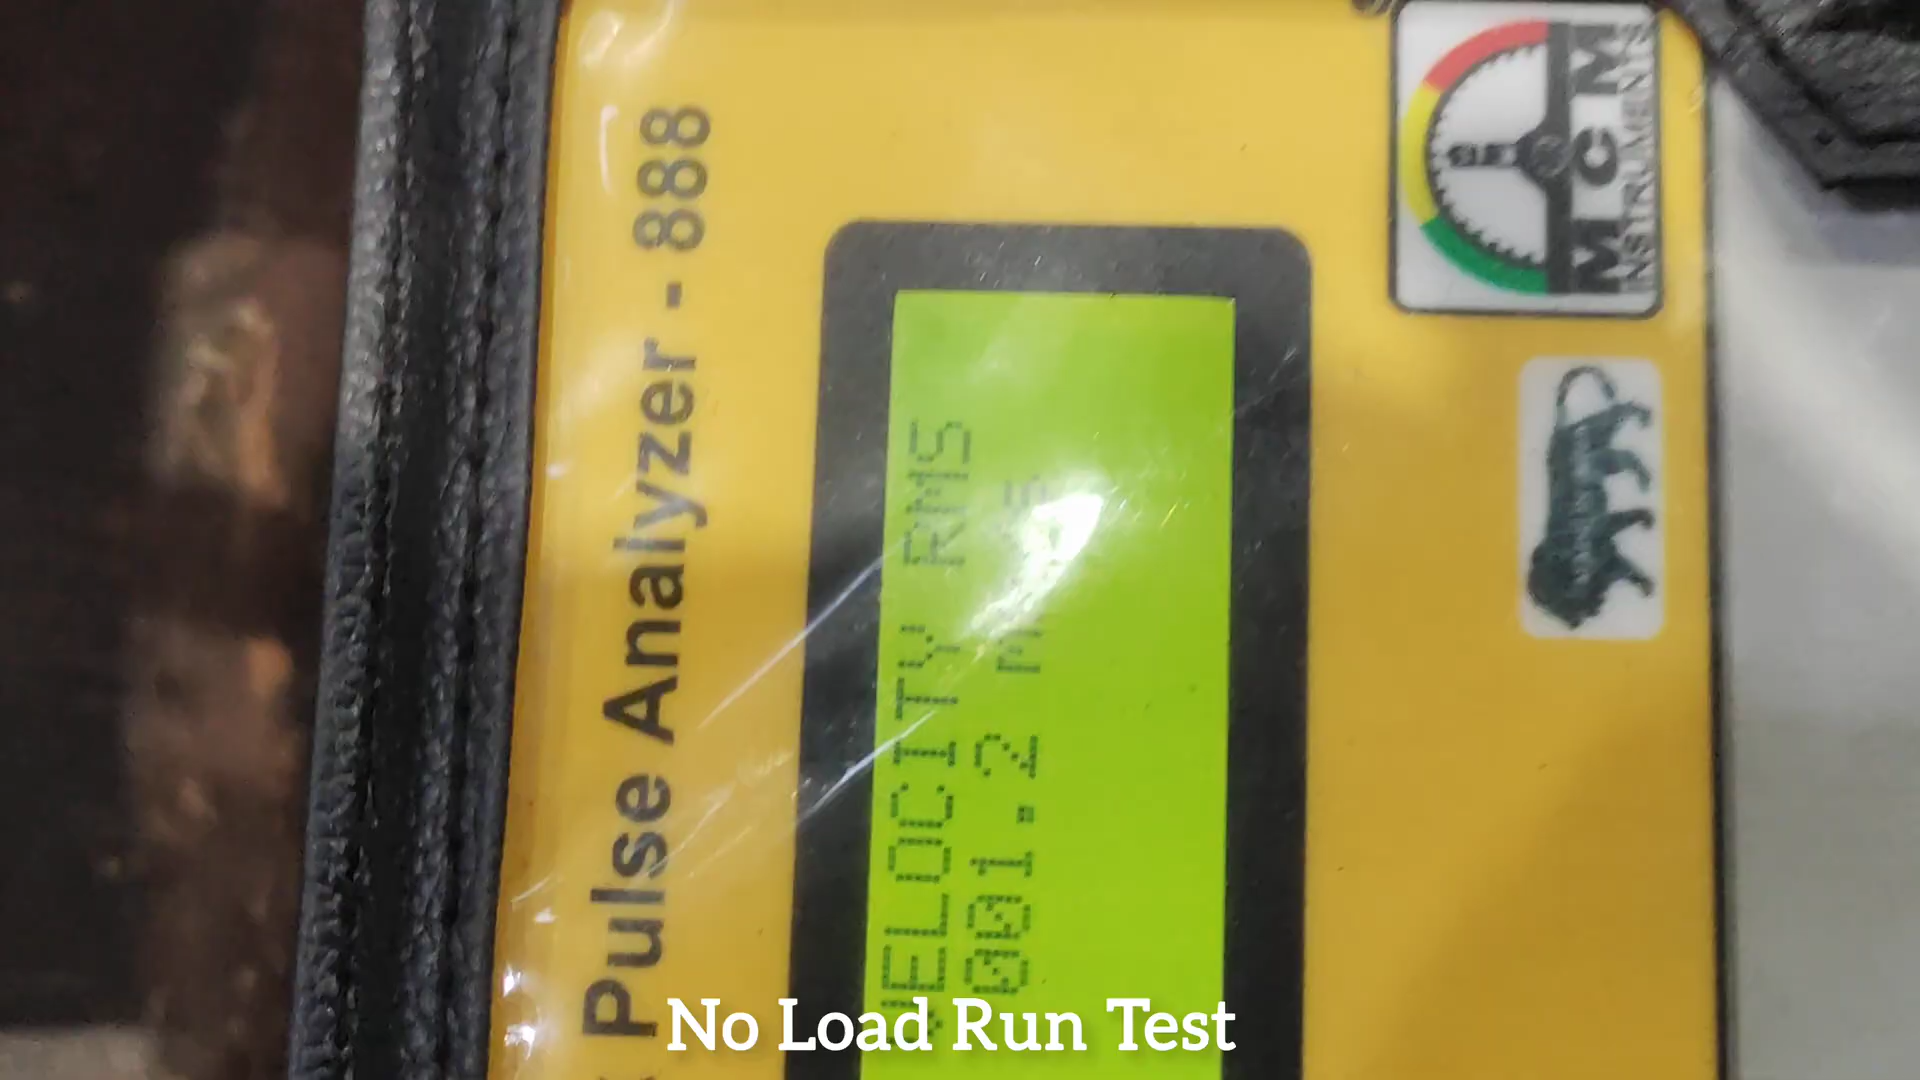 Pulse Analyzer - 888
VELOCITY RMS
001.2
MCM
INSTRUMENTS
No Load Run Test